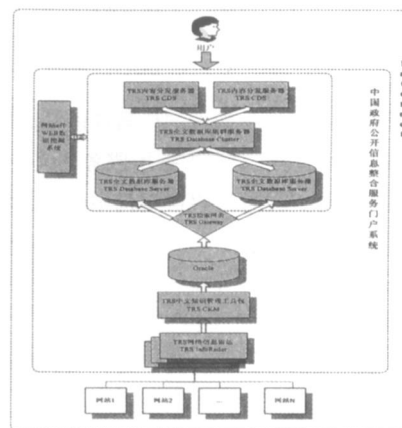 用户
TRS内容分发服务器
TRS CDS
TRS内容分发服务器
TRS CDS
TRS全文数据库集群服务器
TRS Database Cluster
TRS全文数据库服务器
TRS Database Server
TRS全文数据库服务器
TRS Database Server
TRS数据网关
TRS Gateway
Oracle
TRS中文知识管理工具包
TRS CKM
TRS网络信息雷达
TRS InfoRadar
网站1
网站2
...
网站N
中国政府公开信息整合服务门户系统